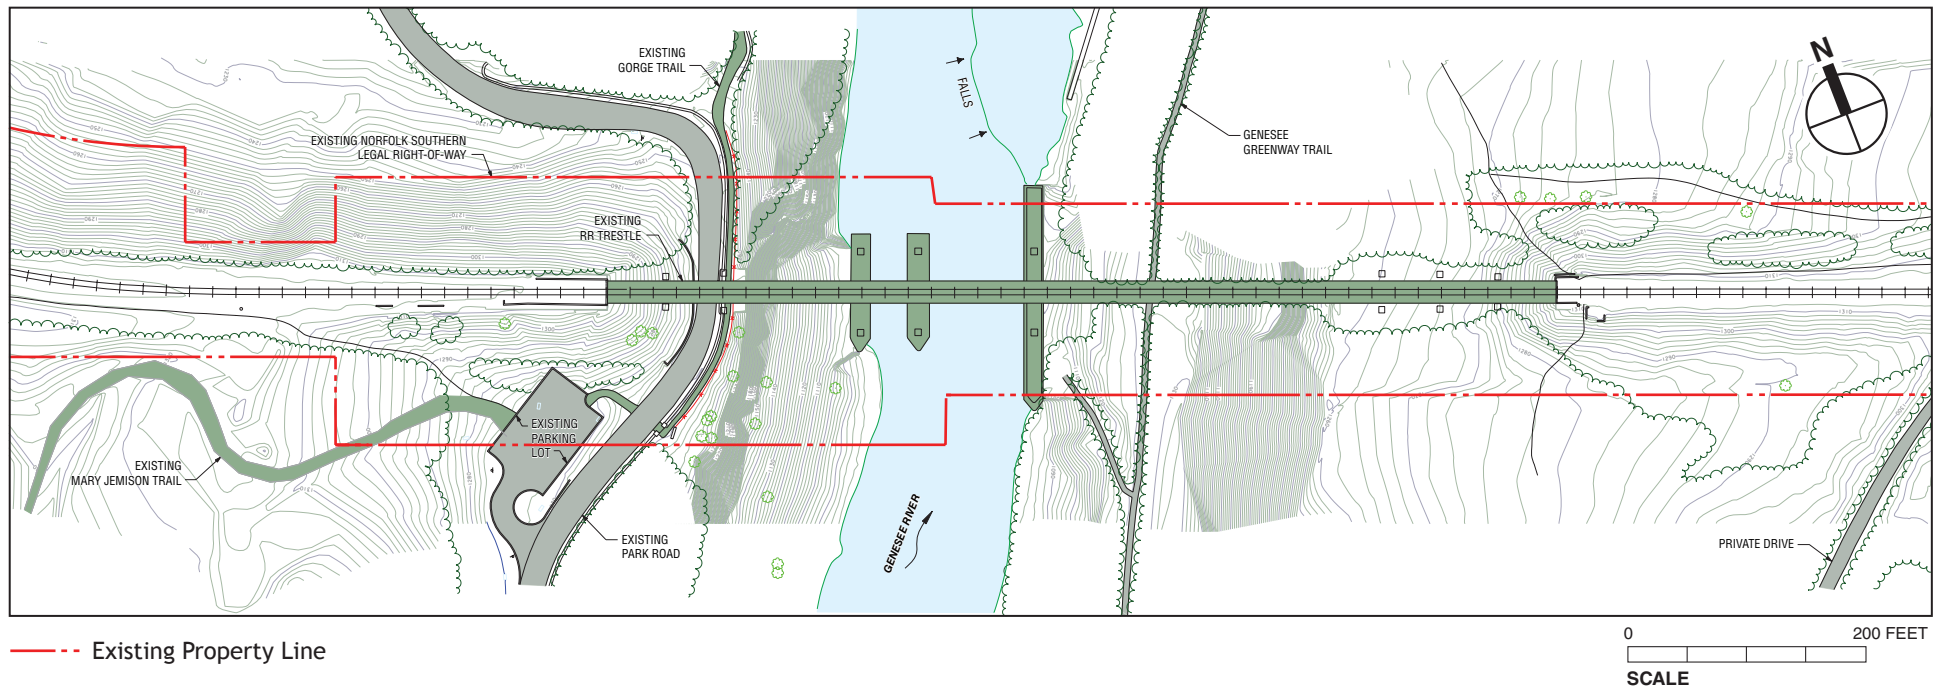 EXISTING
GORGE TRAIL
FALLS
N
EXISTING NORFOLK SOUTHERN
LEGAL RIGHT-OF-WAY
GENESEE
GREENWAY TRAIL
EXISTING
RR TRESTLE
EXISTING
PARKING
LOT
EXISTING
MARY JEMISON TRAIL
EXISTING
PARK ROAD
GENESEE RIVER
PRIVATE DRIVE
Existing Property Line
0 200 FEET
SCALE